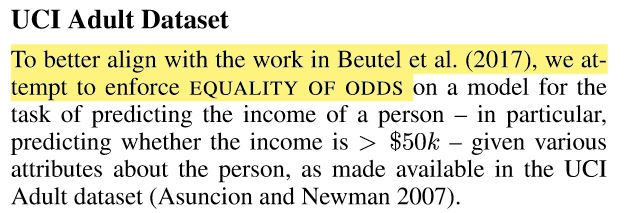 UCI Adult Dataset
To better align with the work in Beutel et al. (2017), we at-
tempt to enforce EQUALITY OF ODDS on a model for the
task of predicting the income of a person – in particular,
predicting whether the income is > $50k – given various
attributes about the person, as made available in the UCI
Adult dataset (Asuncion and Newman 2007).